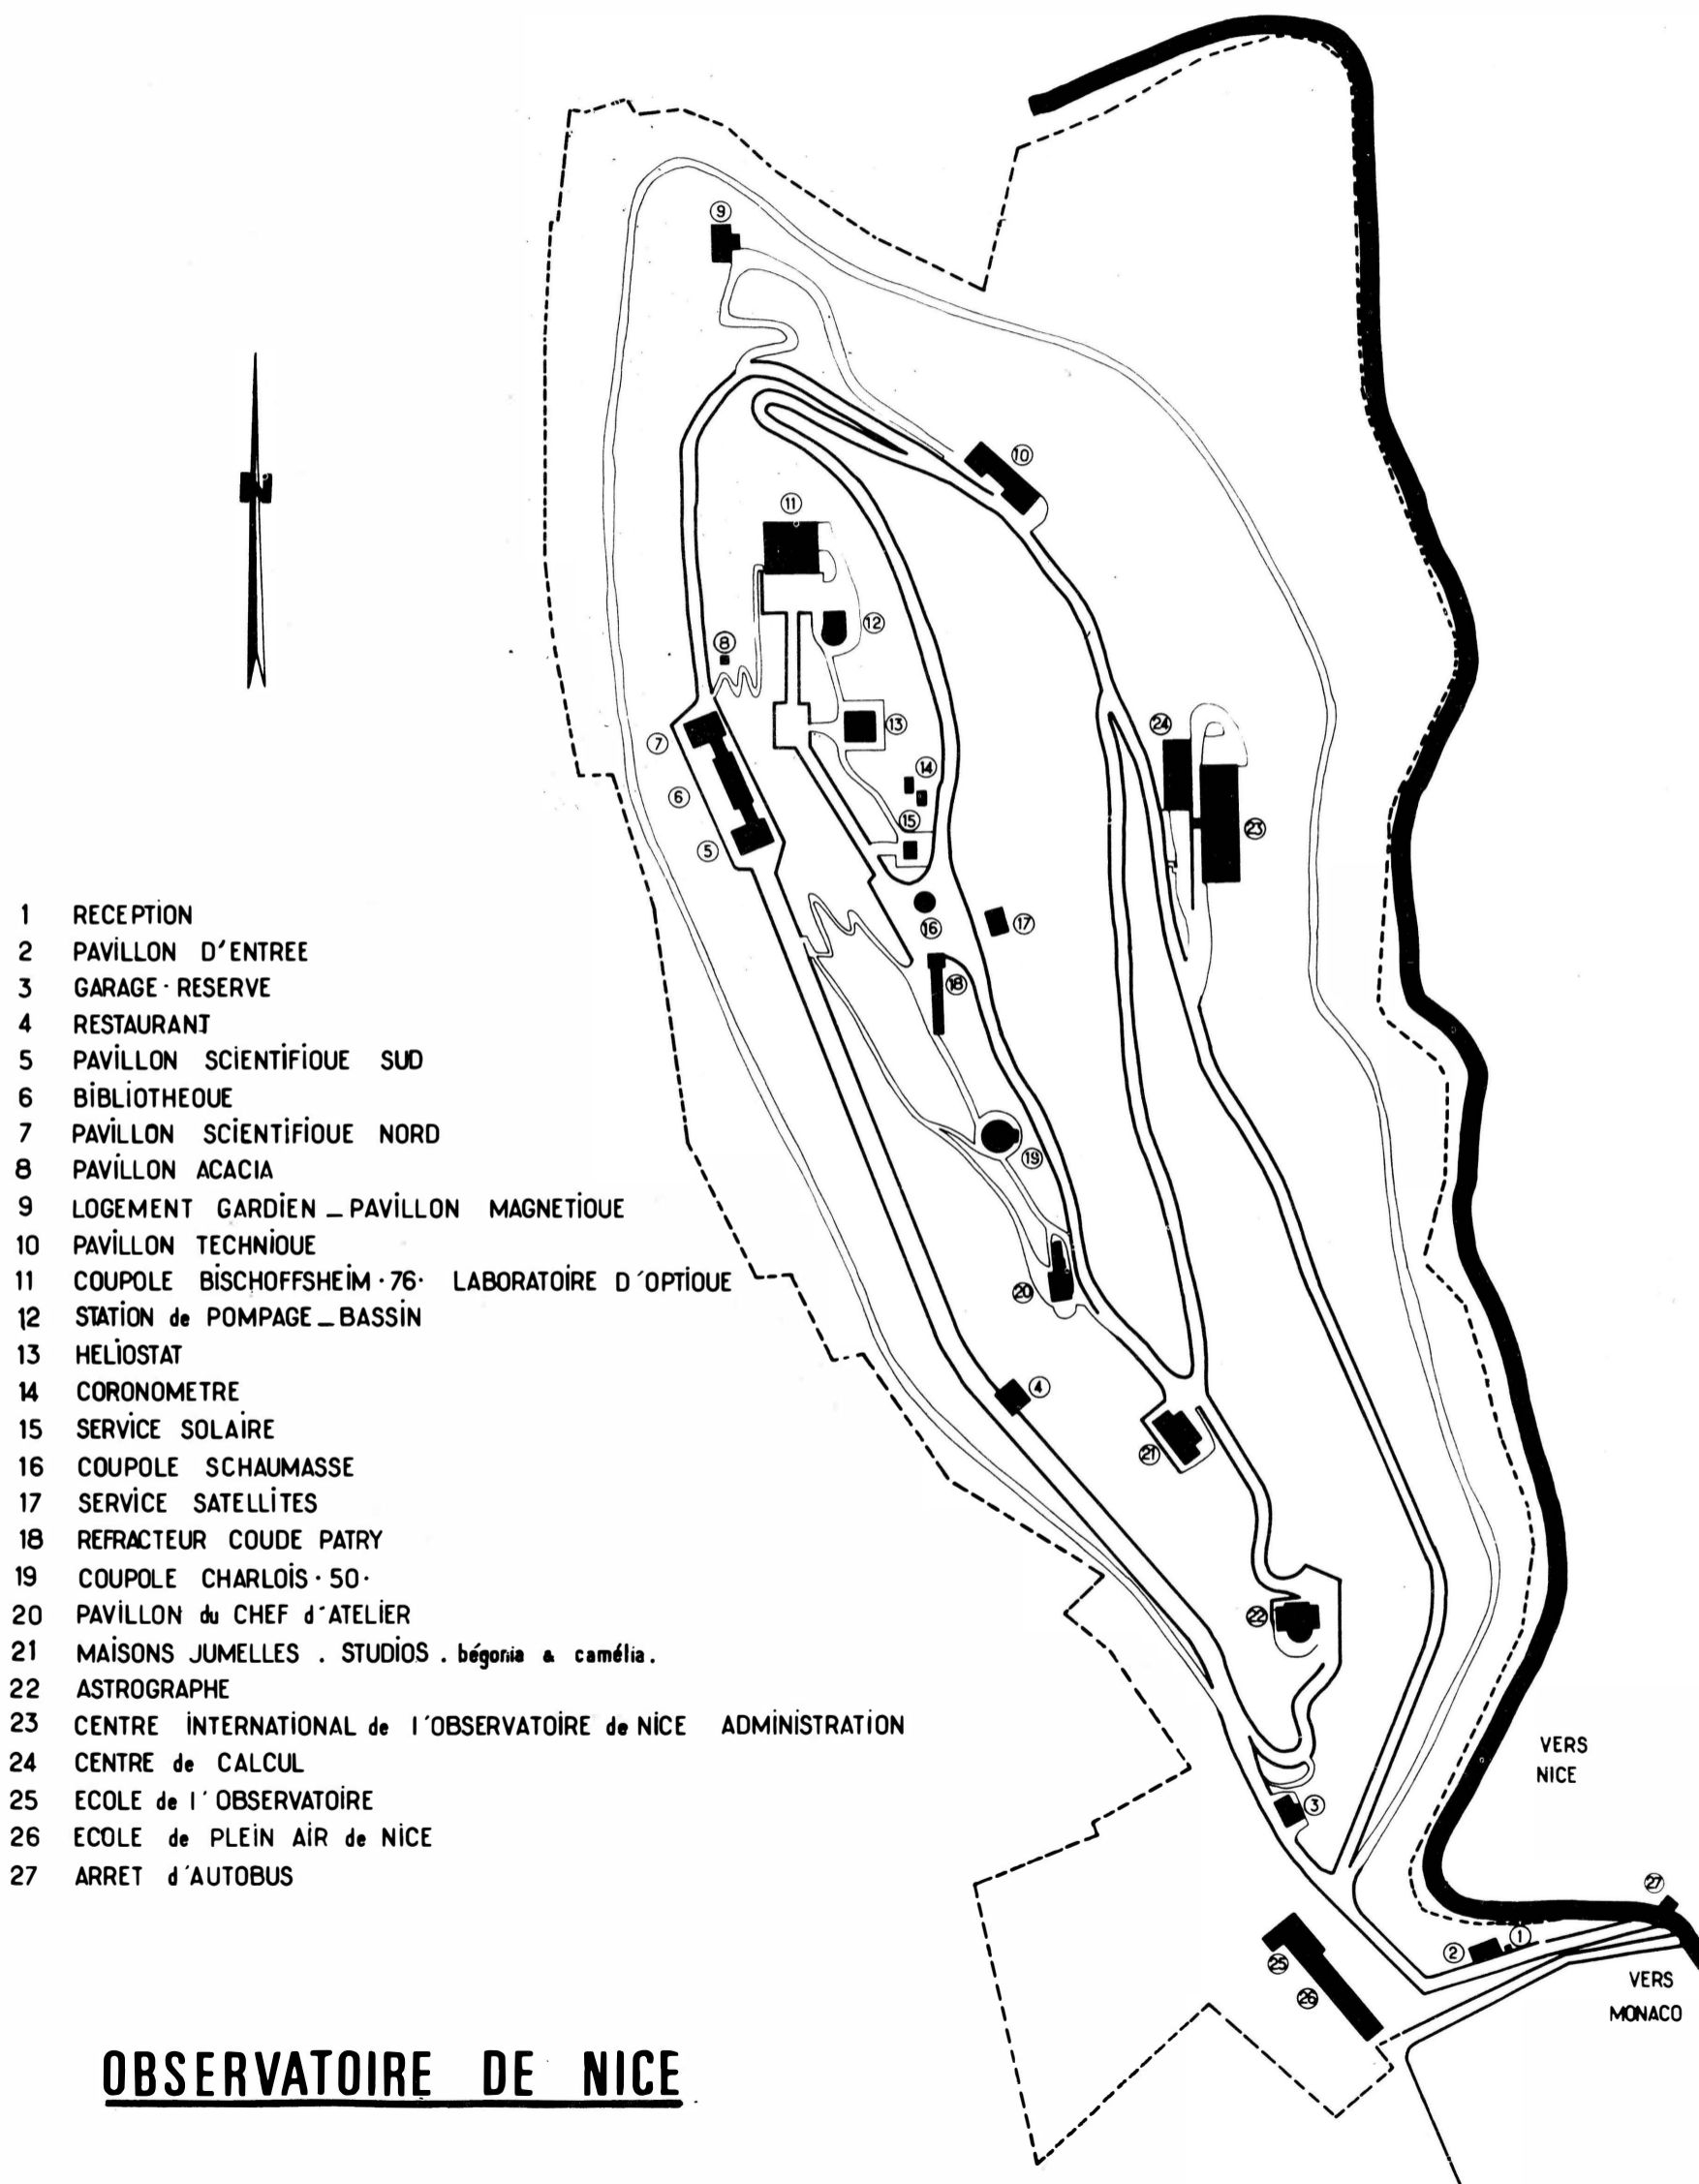 9
10
11
12
8
13
7
24
14
6
15
23
5
16
17
18
19
20
4
21
22
3
27
1
2
25
26
N
1 RECEPTION
2 PAVILLON D'ENTREE
3 GARAGE · RESERVE
4 RESTAURANT
5 PAVILLON SCIENTIFIQUE SUD
6 BIBLIOTHEQUE
7 PAVILLON SCIENTIFIQUE NORD
8 PAVILLON ACACIA
9 LOGEMENT GARDIEN _ PAVILLON MAGNETIQUE
10 PAVILLON TECHNIQUE
11 COUPOLE BISCHOFFSHEIM · 76 · LABORATOIRE D'OPTIQUE
12 STATION de POMPAGE _ BASSIN
13 HELIOSTAT
14 CORONOMETRE
15 SERVICE SOLAIRE
16 COUPOLE SCHAUMASSE
17 SERVICE SATELLITES
18 REFRACTEUR COUDE PATRY
19 COUPOLE CHARLOIS · 50 ·
20 PAVILLON du CHEF d'ATELIER
21 MAISONS JUMELLES . STUDIOS . bégonia & camélia .
22 ASTROGRAPHE
23 CENTRE INTERNATIONAL de l'OBSERVATOIRE de NICE ADMINISTRATION
24 CENTRE de CALCUL
25 ECOLE de l'OBSERVATOIRE
26 ECOLE de PLEIN AIR de NICE
27 ARRET d'AUTOBUS
VERS
NICE
VERS
MONACO
OBSERVATOIRE DE NICE